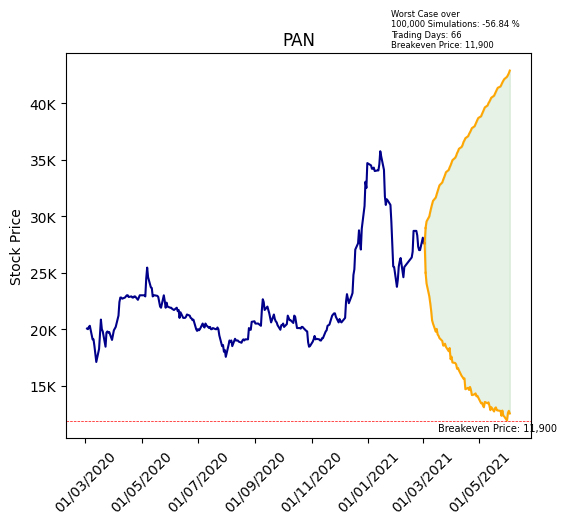 Worst Case over
100,000 Simulations: -56.84 %
Trading Days: 66
Breakeven Price: 11,900
PAN
Stock Price
40K
35K
30K
25K
20K
15K
Breakeven Price: 11,900
01/03/2020
01/05/2020
01/07/2020
01/09/2020
01/11/2020
01/01/2021
01/03/2021
01/05/2021